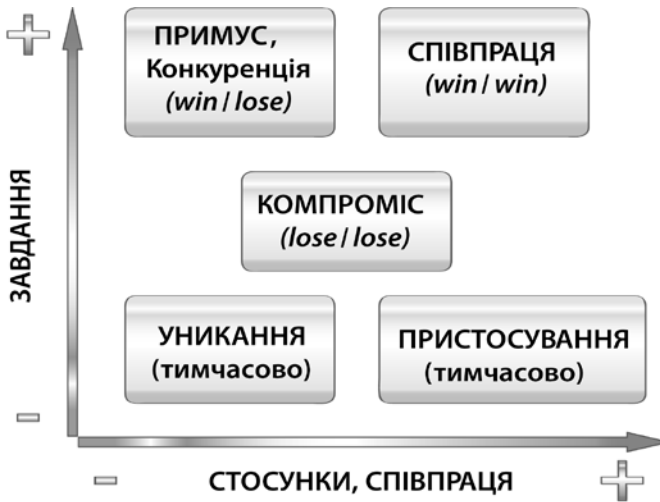 ПРИМУС,
Конкуренція
(win / lose)
СПІВПРАЦЯ
(win / win)
КОМПРОМІС
(lose / lose)
УНИКАННЯ
(тимчасово)
ПРИСТОСУВАННЯ
(тимчасово)
ЗАВДАННЯ
СТОСУНКИ, СПІВПРАЦЯ